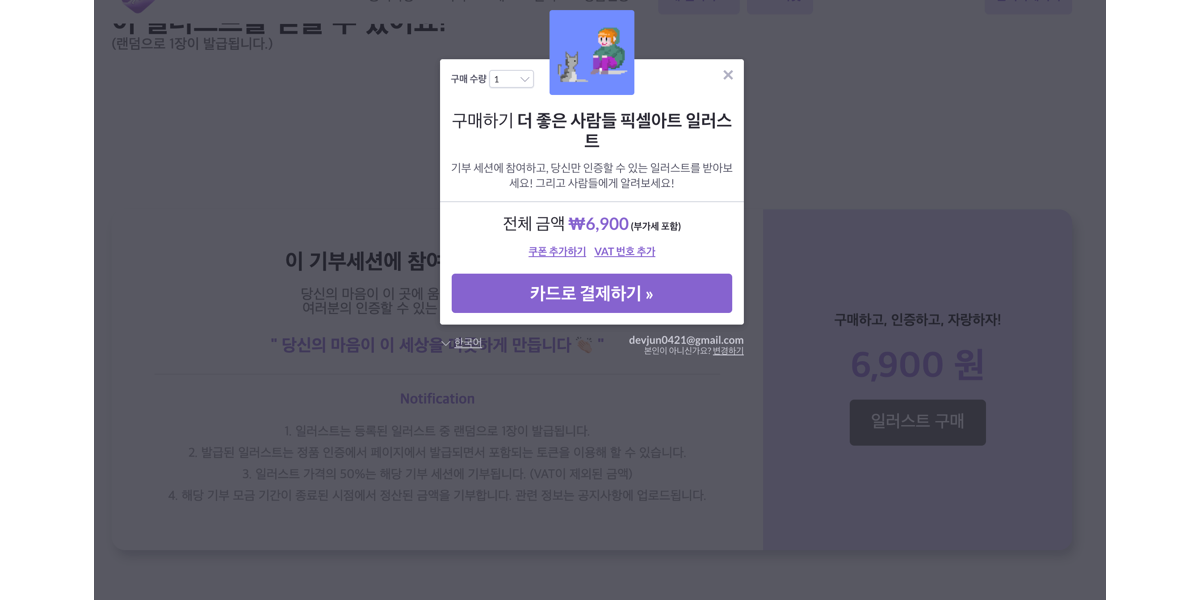 이 일러스트를 받을 수 있어요!
(랜덤으로 1장이 발급됩니다.)
구매 수량 1
구매하기 더 좋은 사람들 픽셀아트 일러스
트
기부 세션에 참여하고, 당신만 인증할 수 있는 일러스트를 받아보
세요! 그리고 사람들에게 알려보세요!
전체 금액 ₩6,900 (부가세 포함)
쿠폰 추가하기 VAT 번호 추가
카드로 결제하기 »
한국어
devjun0421@gmail.com
본인이 아니신가요? 변경하기
이 기부세션에 참여
당신의 마음이 이 곳에 움
여러분의 인증할 수 있는
" 당신의 마음이 이 세상을 따뜻하게 만듭니다 👏 "
Notification
1. 일러스트는 등록된 일러스트 중 랜덤으로 1장이 발급됩니다.
2. 발급된 일러스트는 정품 인증에서 페이지에서 발급되면서 포함되는 토큰을 이용해 할 수 있습니다.
3. 일러스트 가격의 50%는 해당 기부 세션에 기부됩니다. (VAT이 제외된 금액)
4. 해당 기부 모금 기간이 종료된 시점에서 정산된 금액을 기부합니다. 관련 정보는 공지사항에 업로드됩니다.
구매하고, 인증하고, 자랑하자!
6,900 원
일러스트 구매